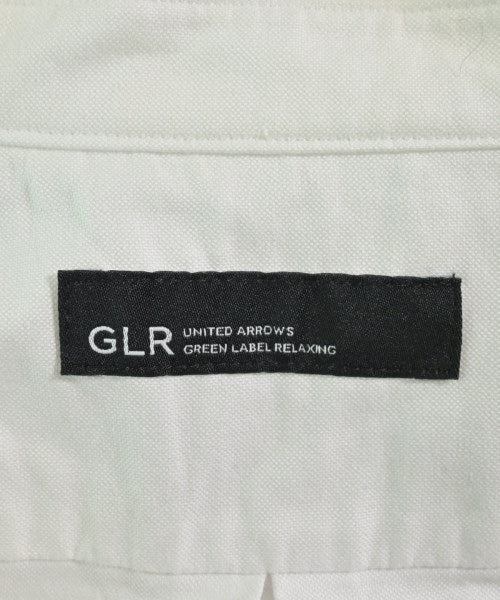 GLR
UNITED ARROWS
GREEN LABEL RELAXING